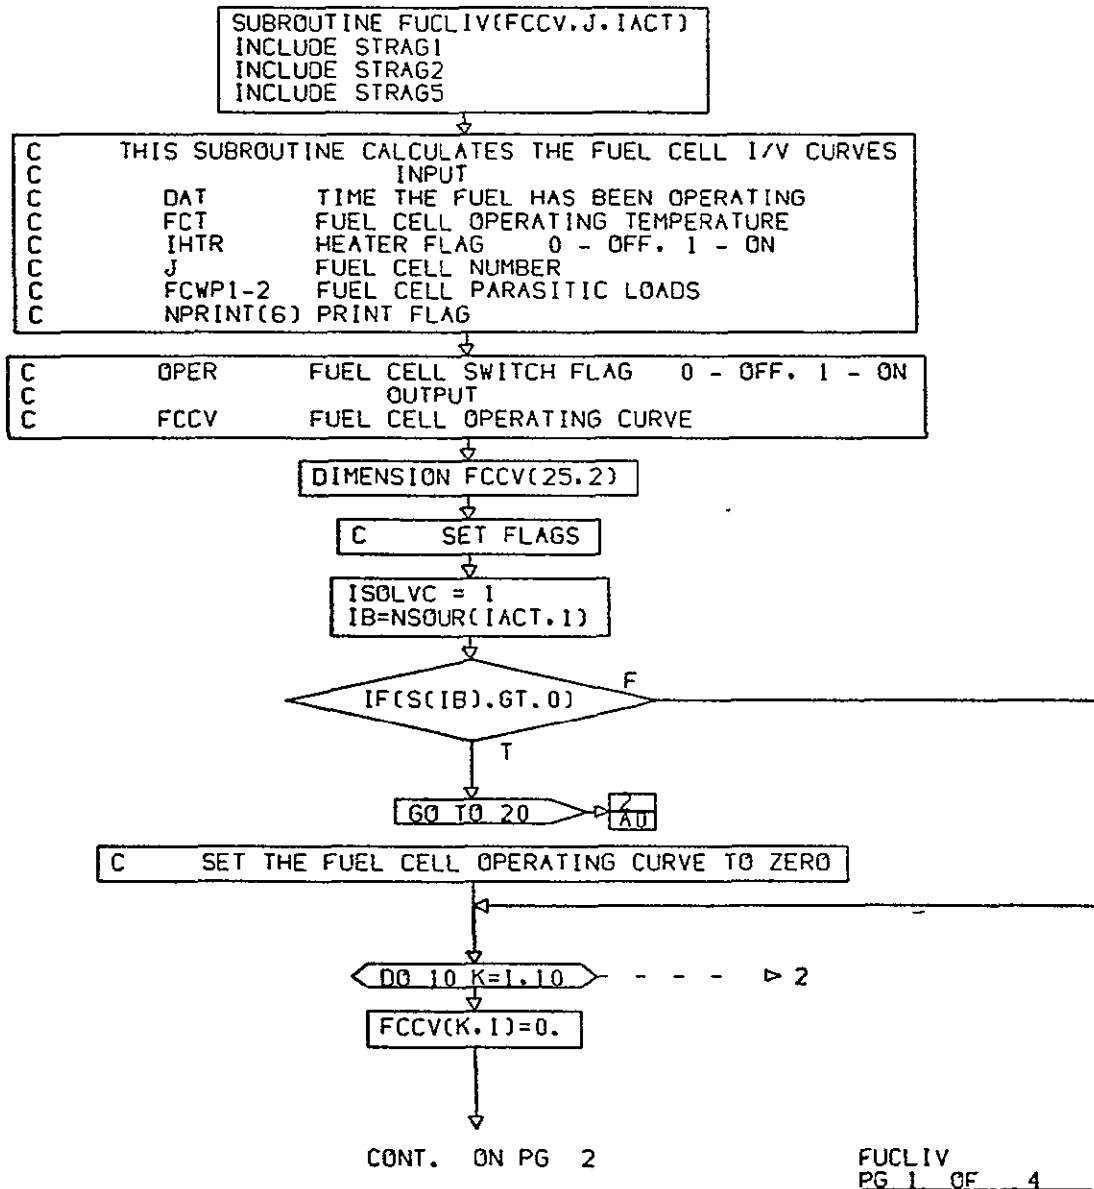 SUBROUTINE FUCLIV(FCCV.J.IACT)
INCLUDE STRAG1
INCLUDE STRAG2
INCLUDE STRAG5
C THIS SUBROUTINE CALCULATES THE FUEL CELL I/V CURVES
C INPUT
C DAT TIME THE FUEL HAS BEEN OPERATING
C FCT FUEL CELL OPERATING TEMPERATURE
C IHTR HEATER FLAG 0 - OFF. 1 - ON
C J FUEL CELL NUMBER
C FCWP1-2 FUEL CELL PARASITIC LOADS
C NPRINT(6) PRINT FLAG
C OPER FUEL CELL SWITCH FLAG 0 - OFF. 1 - ON
C OUTPUT
C FCCV FUEL CELL OPERATING CURVE
DIMENSION FCCV(25.2)
C SET FLAGS
ISOLVC = 1
IB=NSOUR(IACT.1)
IF(S(IB).GT.0)
F
T
GO TO 20
2
A0
C SET THE FUEL CELL OPERATING CURVE TO ZERO
DO 10 K=1.10
2
FCCV(K.1)=0.
CONT. ON PG 2
FUCLIV
PG 1 OF 4